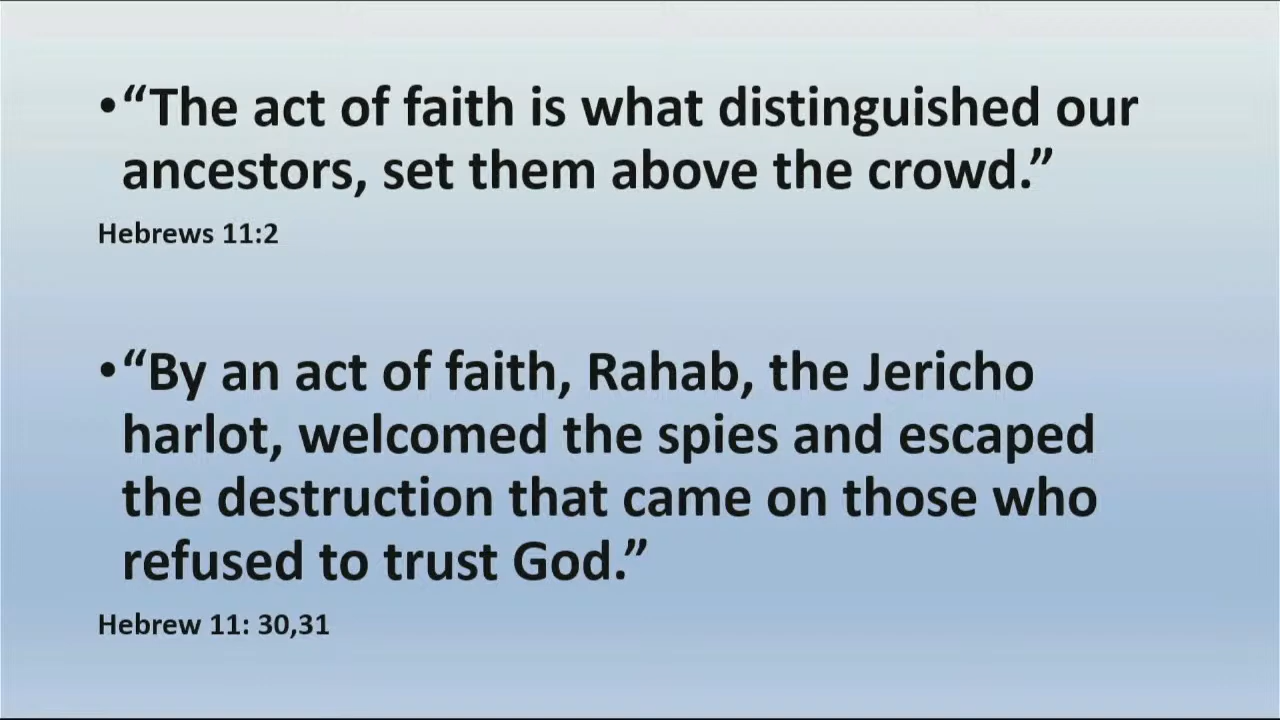 •“The act of faith is what distinguished our
ancestors, set them above the crowd.”
Hebrews 11:2
•“By an act of faith, Rahab, the Jericho
harlot, welcomed the spies and escaped
the destruction that came on those who
refused to trust God.”
Hebrew 11: 30,31